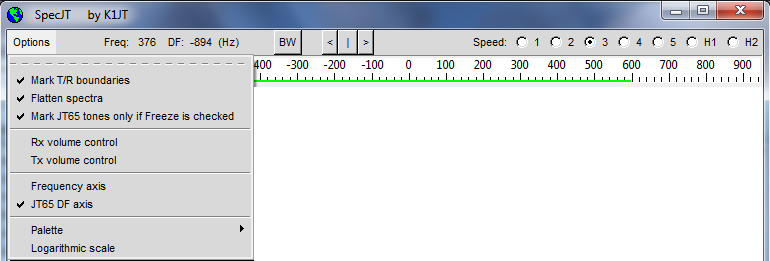 SpecJT by K1JT
Options Freq: 376 DF: -894 (Hz) BW < | > Speed: 1 2 3 4 5 H1 H2
400 -300 -200 -100 0 100 200 300 400 500 600 700 800 900
Mark T/R boundaries
Flatten spectra
Mark JT65 tones only if Freeze is checked
Rx volume control
Tx volume control
Frequency axis
JT65 DF axis
Palette
Logarithmic scale